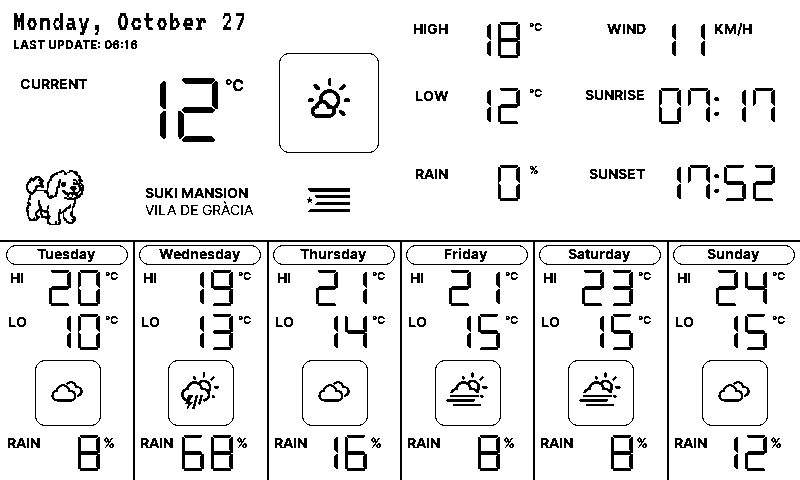 Monday, October 27
LAST UPDATE: 06:16
CURRENT 12 °C
HIGH 18 °C
WIND 11 KM/H
LOW 12 °C
SUNRISE 07:17
RAIN 0 %
SUNSET 17:52
SUKI MANSION
VILA DE GRÀCIA
Tuesday
HI 20 °C
LO 10 °C
RAIN 8 %
Wednesday
HI 19 °C
LO 13 °C
RAIN 68 %
Thursday
HI 21 °C
LO 14 °C
RAIN 16 %
Friday
HI 21 °C
LO 15 °C
RAIN 8 %
Saturday
HI 23 °C
LO 15 °C
RAIN 8 %
Sunday
HI 24 °C
LO 15 °C
RAIN 12 %